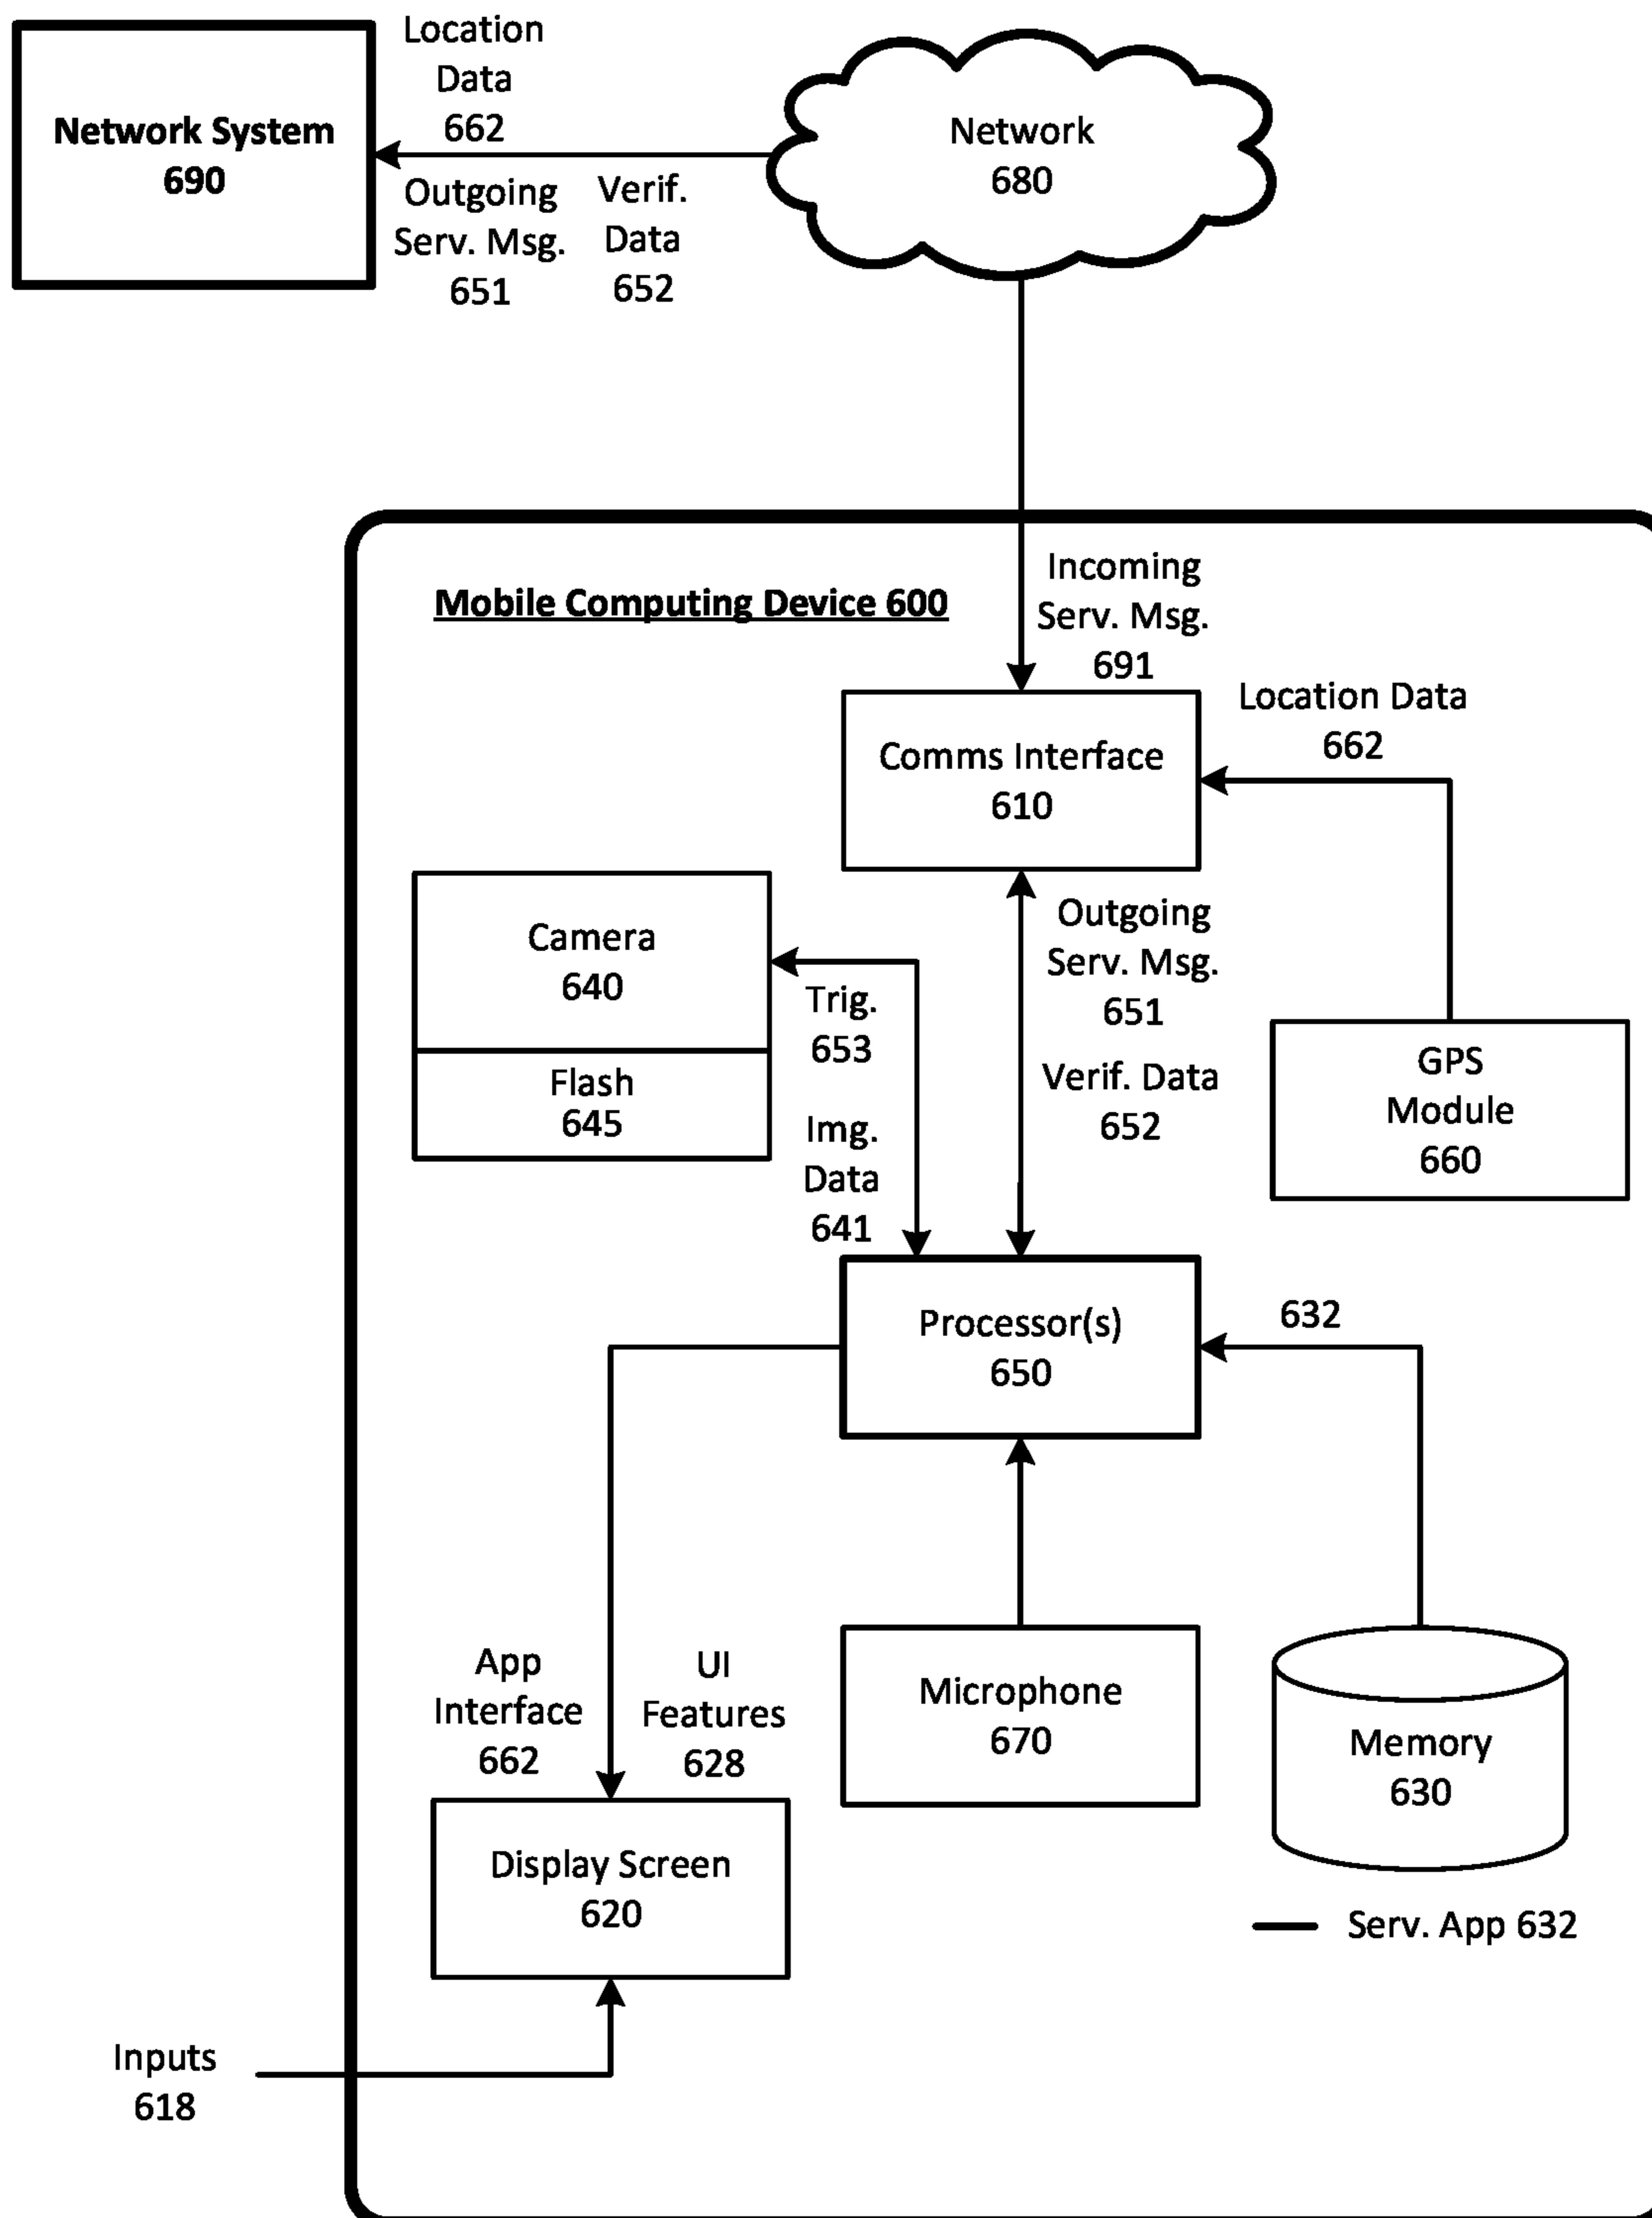 Location
Data
662
Network System
690
Outgoing
Serv. Msg.
651
Verif.
Data
652
Network
680
Mobile Computing Device 600
Incoming
Serv. Msg.
691
Comms Interface
610
Location Data
662
Camera
640
Flash
645
Trig.
653
Img.
Data
641
Outgoing
Serv. Msg.
651
Verif. Data
652
GPS
Module
660
Processor(s)
650
632
App
Interface
662
UI
Features
628
Microphone
670
Memory
630
Display Screen
620
Serv. App 632
Inputs
618